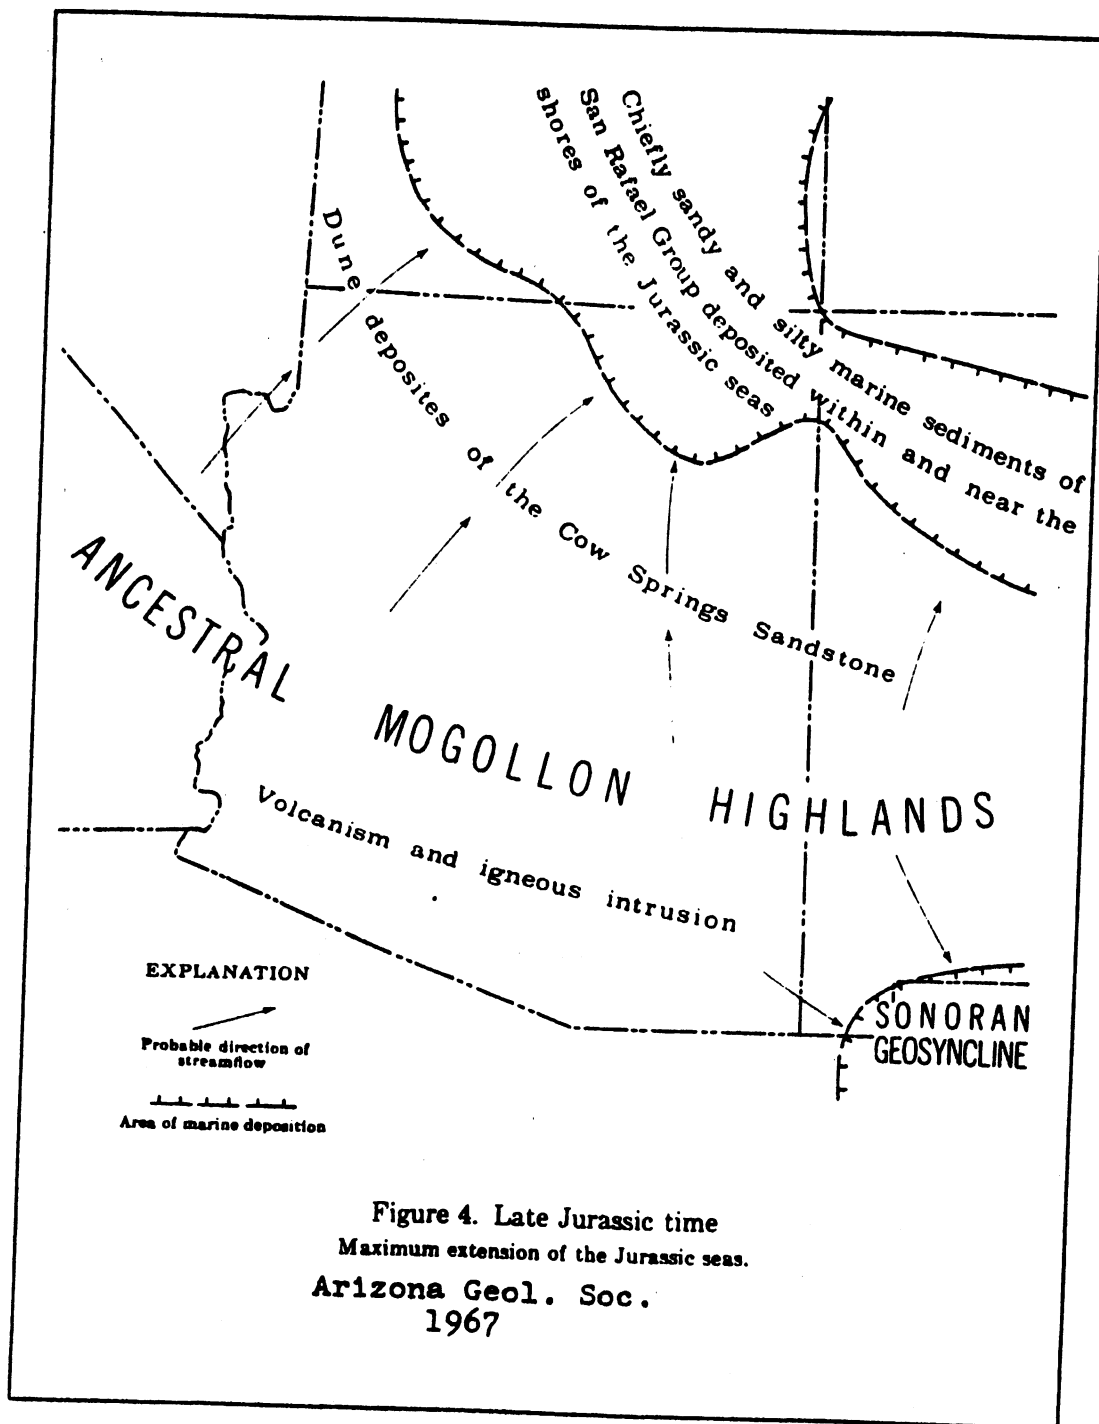 Chiefly sandy and silty marine sediments of
San Rafael Group deposited within and near the
shores of the Jurassic seas
Dune deposites of the Cow Springs Sandstone
ANCESTRAL MOGOLLON HIGHLANDS
Volcanism and igneous intrusion
SONORAN
GEOSYNCLINE
EXPLANATION
Probable direction of
streamflow
Area of marine deposition
Figure 4. Late Jurassic time
Maximum extension of the Jurassic seas.
Arizona Geol. Soc.
1967